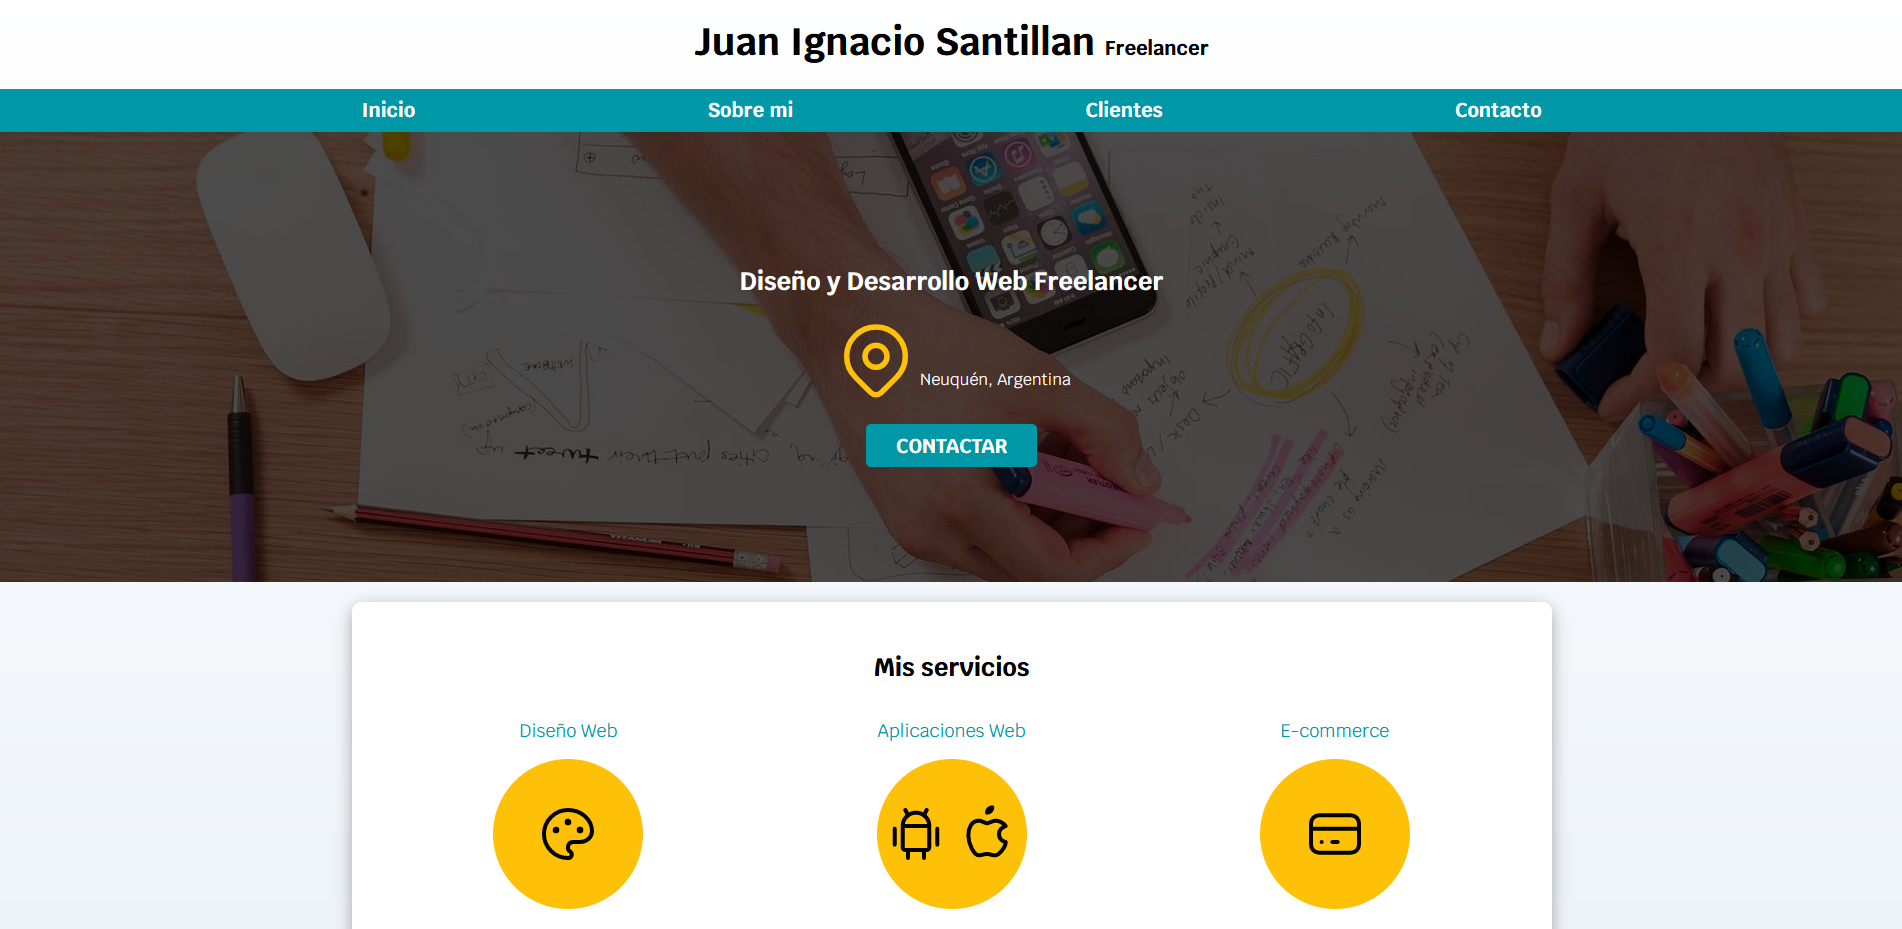 Juan Ignacio Santillan Freelancer
Inicio Sobre mi Clientes Contacto
Diseño y Desarrollo Web Freelancer
Neuquén, Argentina
CONTACTAR
Mis servicios
Diseño Web Aplicaciones Web E-commerce